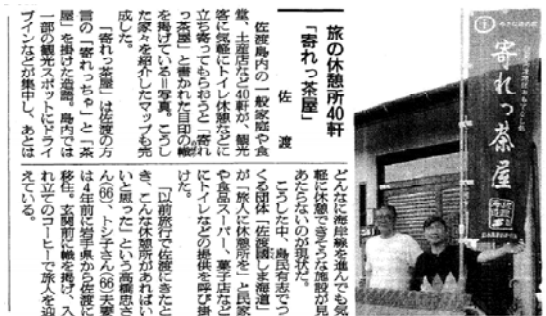 旅の休憩所40軒
「寄れっ茶屋」
佐渡
佐渡島内の一般家庭や食
堂、土産店など40軒が、観光
客に気軽にトイレ休憩などに
立ち寄ってもらおうと「寄れ
っ茶屋」と書かれた目印の幟
を掲げている＝写真。こうし
た家々を紹介したマップも完
成した。
「寄れっ茶屋」は佐渡の方
言の「寄れっちゃ」と「茶
屋」を掛けた造語。島内では
一部の観光スポットにドライ
ブインなどが集中し、あとは
どんなに海岸線を進んでも気
軽に休憩できそうな施設が見
あたらないのが現状だ。
こうした中、島民有志でつ
くる団体「佐渡國しま海道」
が「旅人に休憩所を」と民家
や食品スーパー、菓子店など
にトイレなどの提供を呼び掛
けた。
「以前旅行で佐渡にきたと
き、こんな休憩所があればい
いと思った」という高橋忠さ
ん(66)、トシ子さん(66)夫妻
は4年前に岩手県から佐渡に
移住。玄関前に幟を掲げ、入
れ立てのコーヒーで旅人を迎
えている。
寄れっ茶屋